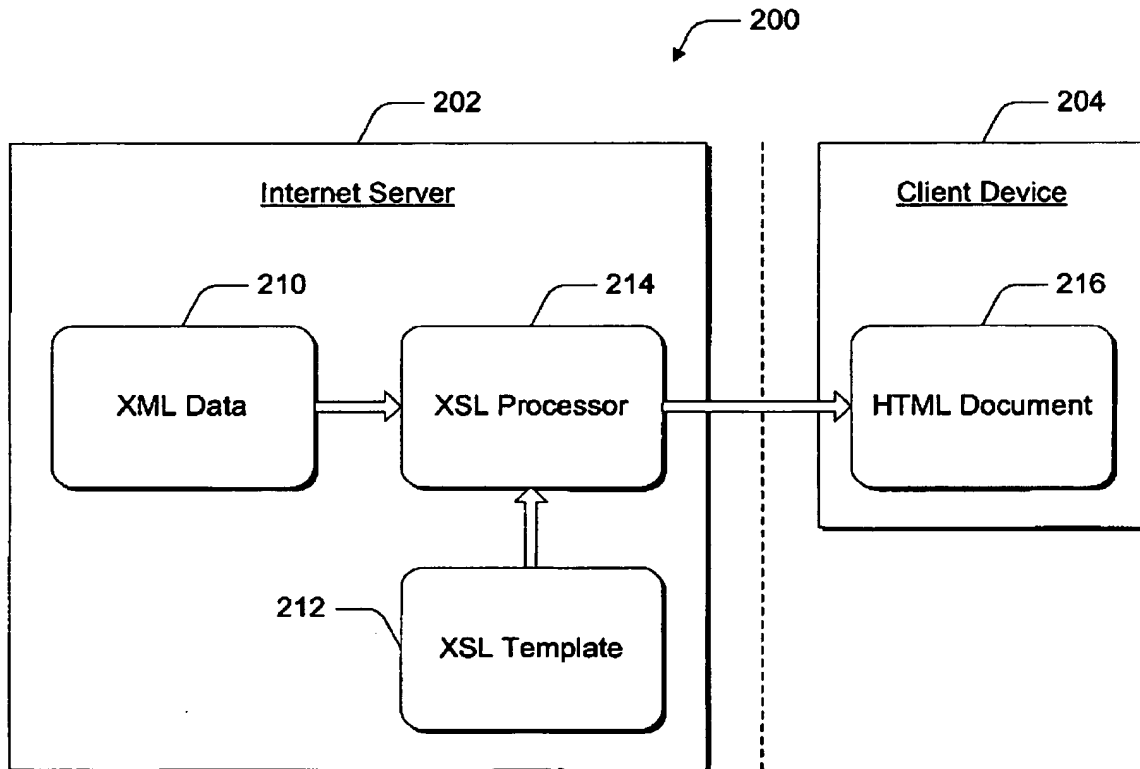 200
202
204
Internet Server
Client Device
210
214
216
XML Data
XSL Processor
HTML Document
212
XSL Template